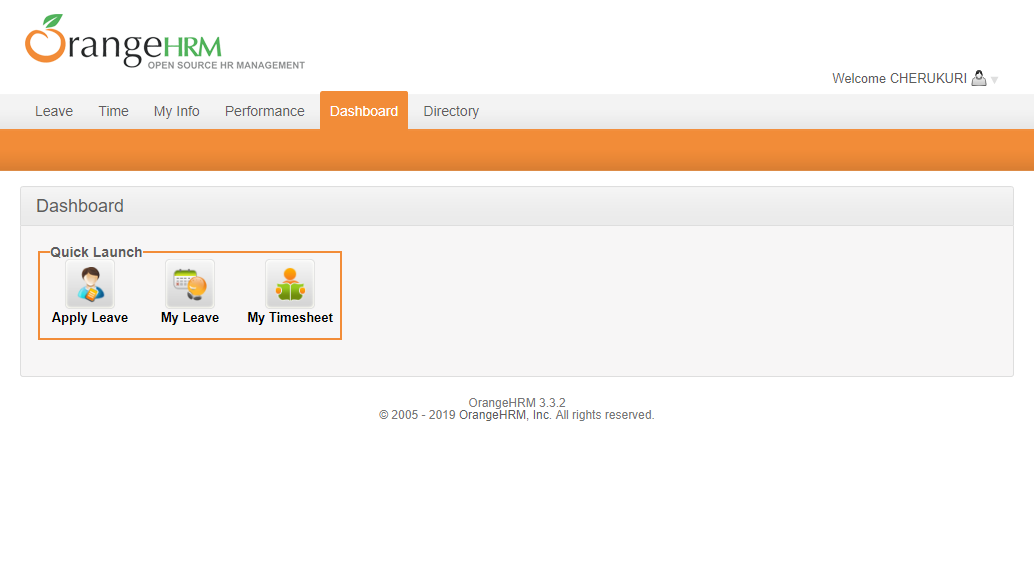 OrangeHRM
OPEN SOURCE HR MANAGEMENT
Welcome CHERUKURI
Leave Time My Info Performance Dashboard Directory
Dashboard
Quick Launch
Apply Leave My Leave My Timesheet
OrangeHRM 3.3.2
© 2005 - 2019 OrangeHRM, Inc. All rights reserved.